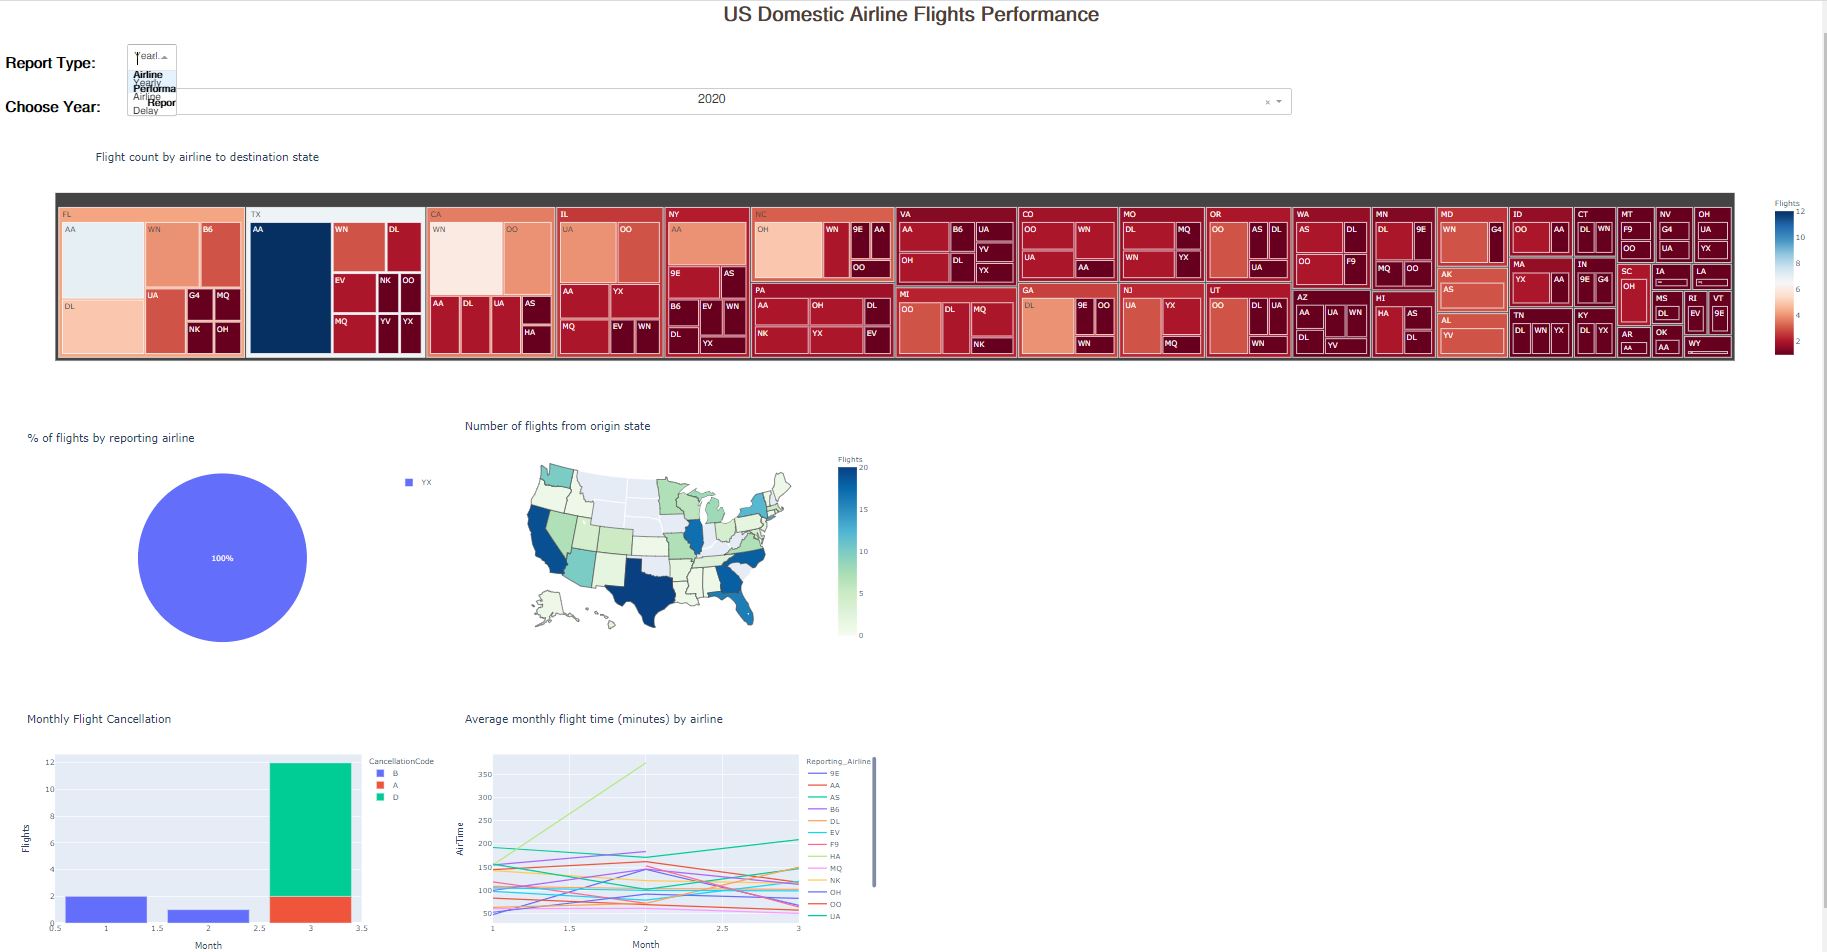 US Domestic Airline Flights Performance
Report Type:
Yearl...
Airline
Yearly
Performa
Airline
Repor
Delay
Choose Year:
2020
×
Flight count by airline to destination state
FL
AA
WN
B6
DL
UA
G4
MQ
NK
OH
TX
AA
WN
DL
EV
NK
OO
MQ
YV
YX
CA
WN
OO
AA
DL
UA
AS
HA
IL
UA
OO
AA
YX
MQ
EV
WN
NY
AA
9E
AS
B6
EV
WN
DL
YX
NC
OH
WN
9E
AA
OO
PA
AA
OH
DL
NK
YX
EV
VA
AA
B6
UA
YV
OH
DL
YX
MI
OO
DL
MQ
NK
CO
OO
WN
UA
AA
GA
DL
9E
OO
WN
MO
DL
MQ
WN
YX
NJ
UA
YX
MQ
OR
OO
AS
DL
UA
UT
OO
DL
UA
WN
WA
AS
DL
OO
F9
AZ
AA
UA
WN
DL
YV
MN
DL
9E
MQ
OO
HI
HA
AS
DL
MD
WN
G4
AK
AS
AL
YV
ID
OO
AA
MA
YX
AA
TN
DL
WN
YX
CT
DL
WN
IN
9E
G4
KY
DL
YX
MT
F9
OO
SC
OH
AR
AA
NV
G4
UA
IA
MS
DL
OK
AA
OH
UA
YX
LA
RI
EV
VT
9E
WY
Flights
12
10
8
6
4
2
% of flights by reporting airline
100%
YX
Number of flights from origin state
Flights
20
15
10
5
0
Monthly Flight Cancellation
Flights
12
10
8
6
4
2
0
0.5
1
1.5
2
2.5
3
3.5
Month
CancellationCode
B
A
D
Average monthly flight time (minutes) by airline
AirTime
350
300
250
200
150
100
50
1
1.5
2
2.5
3
Month
Reporting_Airline
9E
AA
AS
B6
DL
EV
F9
HA
MQ
NK
OH
OO
UA